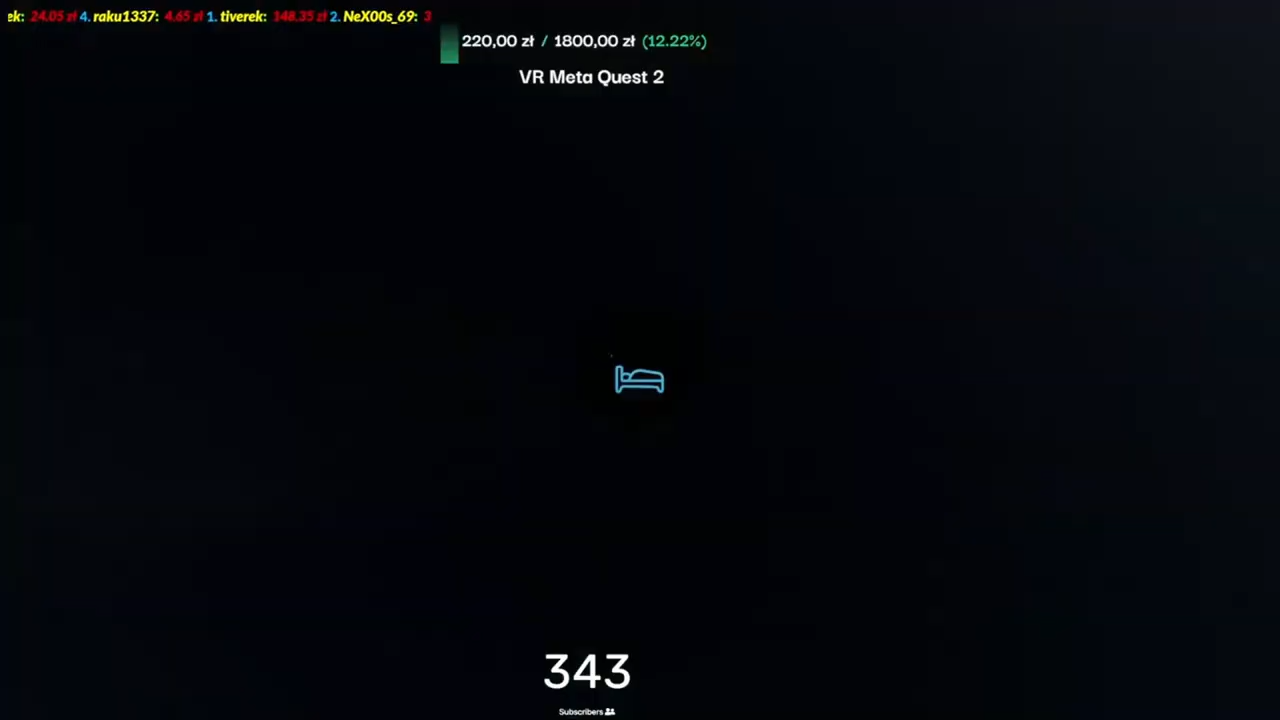 ek: 24.05 zł 4. raku1337: 4.65 zł 1. tiverek: 148.35 zł 2. NeX00s_69: 3
220,00 zł / 1800,00 zł (12.22%)
VR Meta Quest 2
343
Subscribers